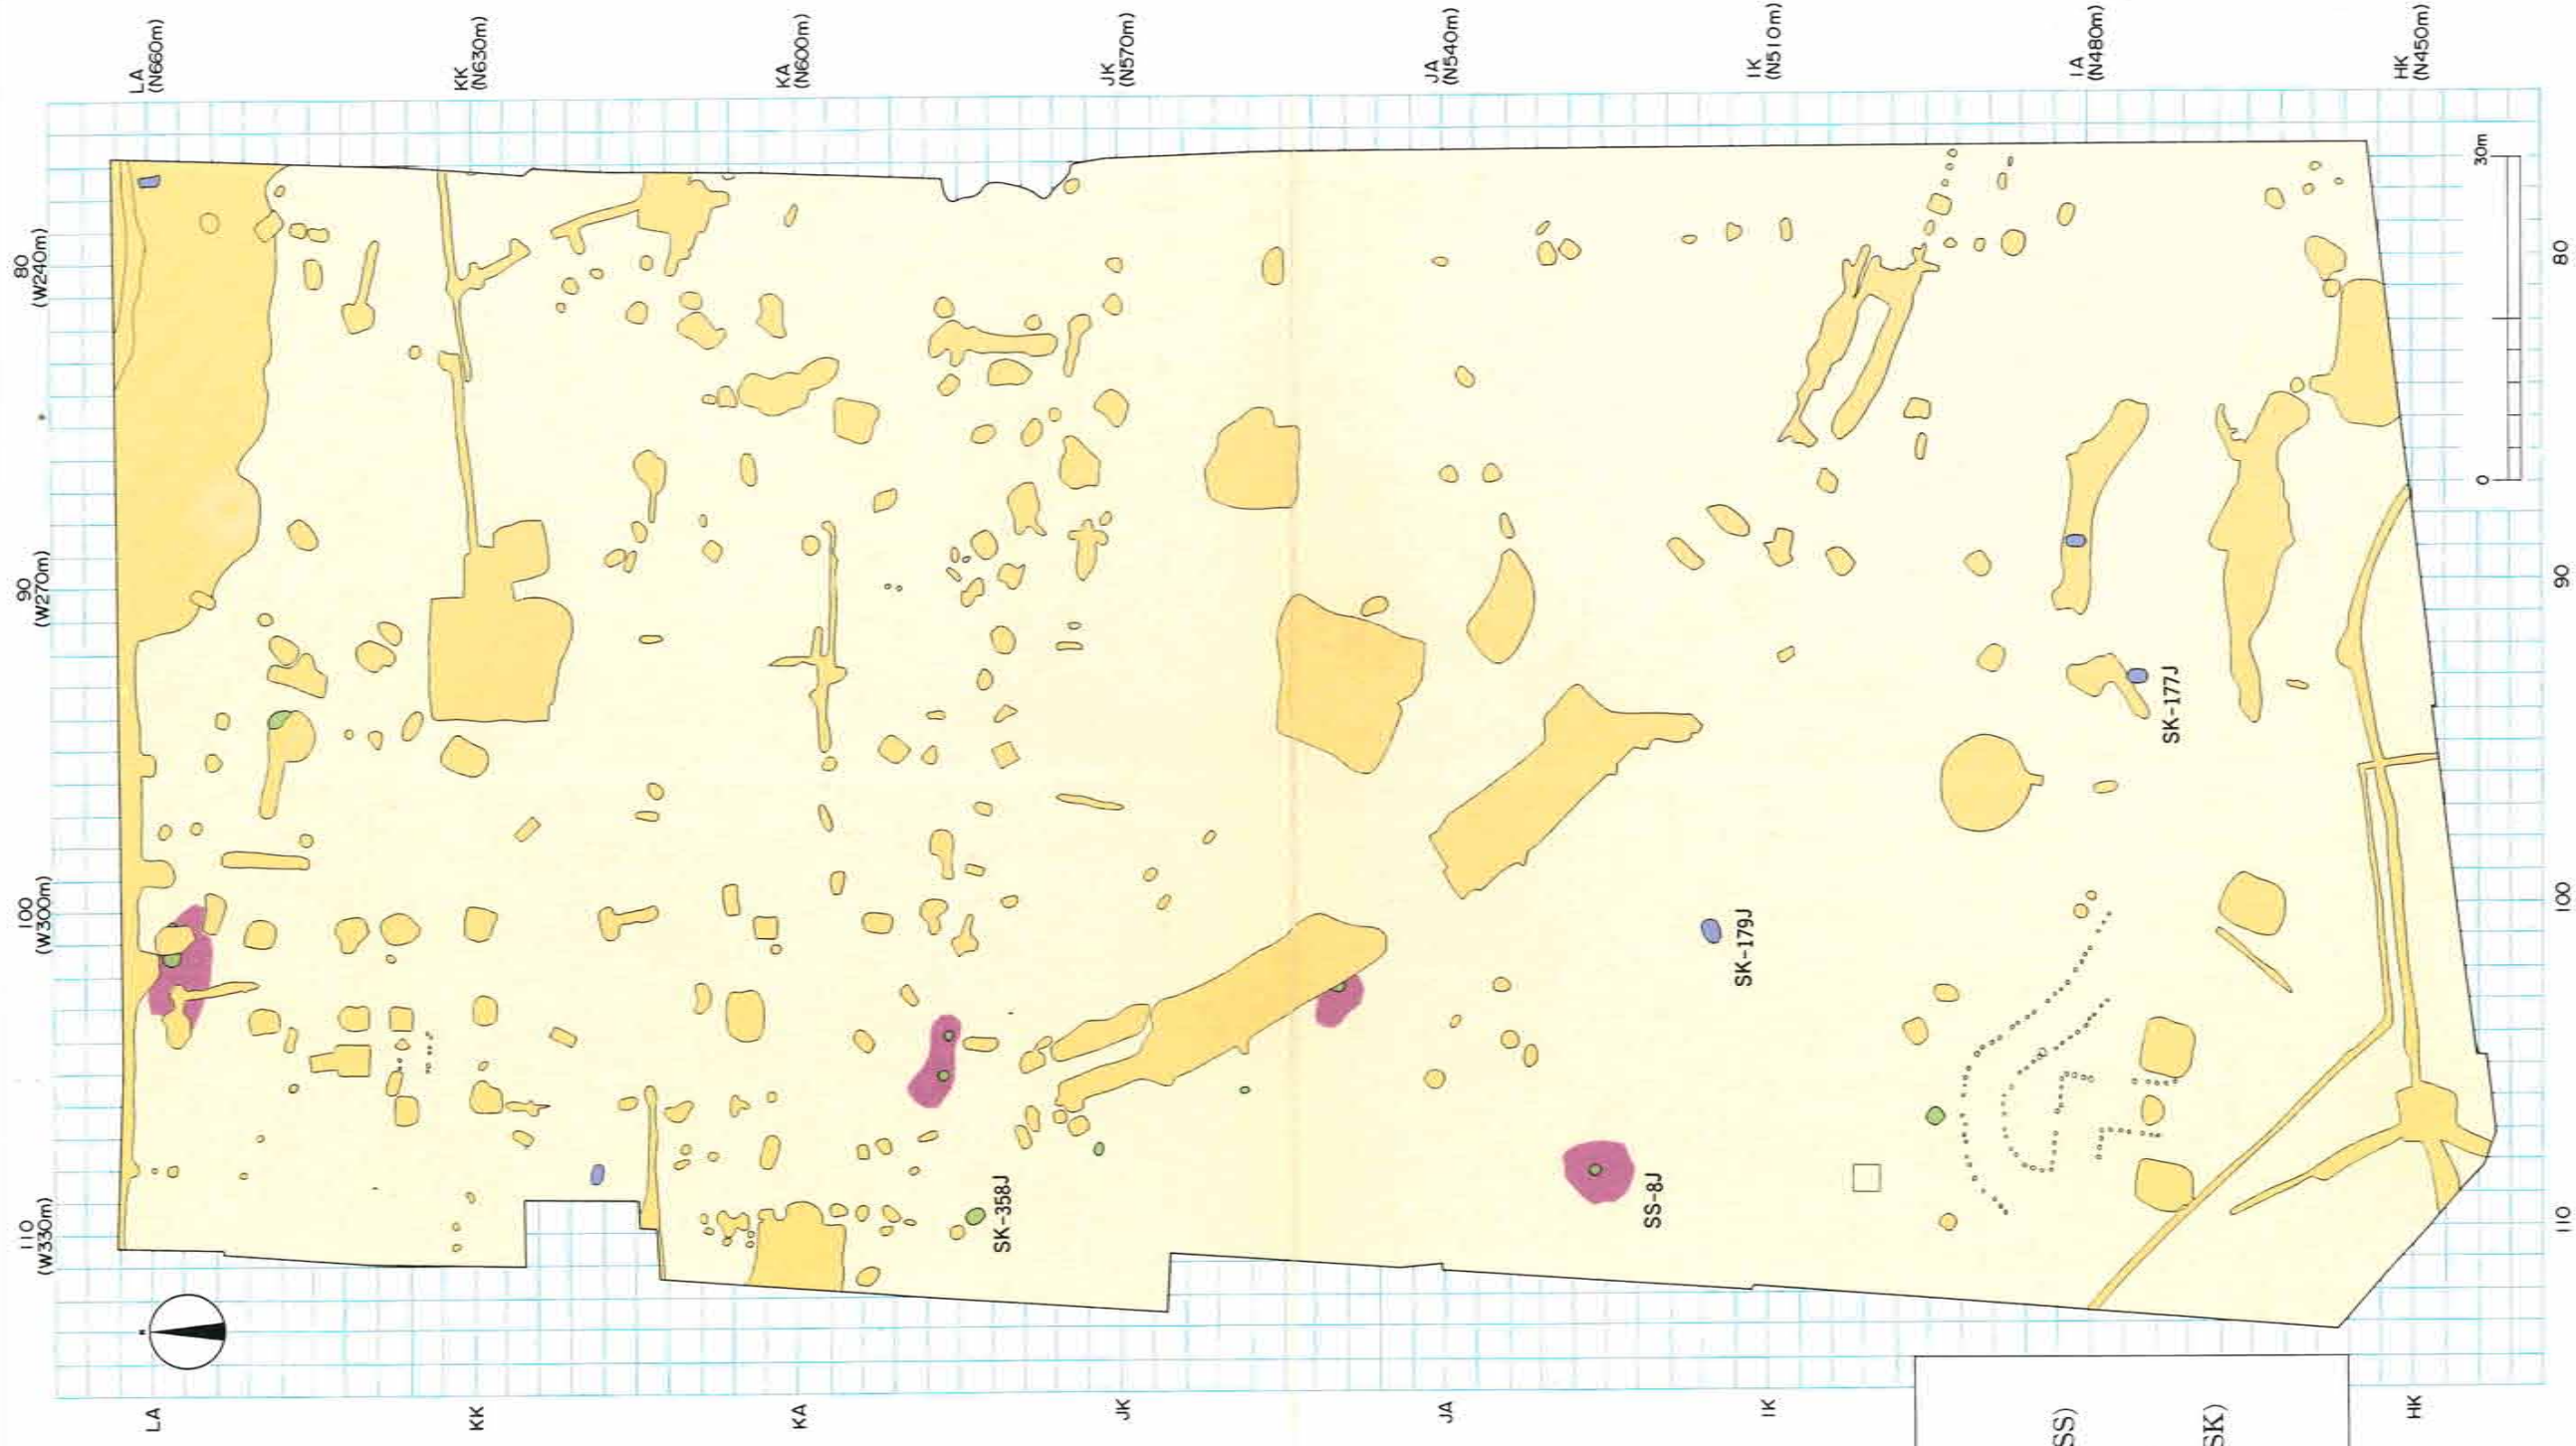 LA
(N660m)
KK
(N630m)
KA
(N600m)
JK
(N570m)
JA
(N540m)
IK
(N510m)
IA
(N480m)
HK
(N450m)
80
(W240m)
90
(W270m)
100
(W300m)
110
(W330m)
80
90
100
110
0
30m
SK-177J
SK-179J
SS-8J
SK-358J
LA
KK
KA
JK
JA
IK
HK
SS)
SK)